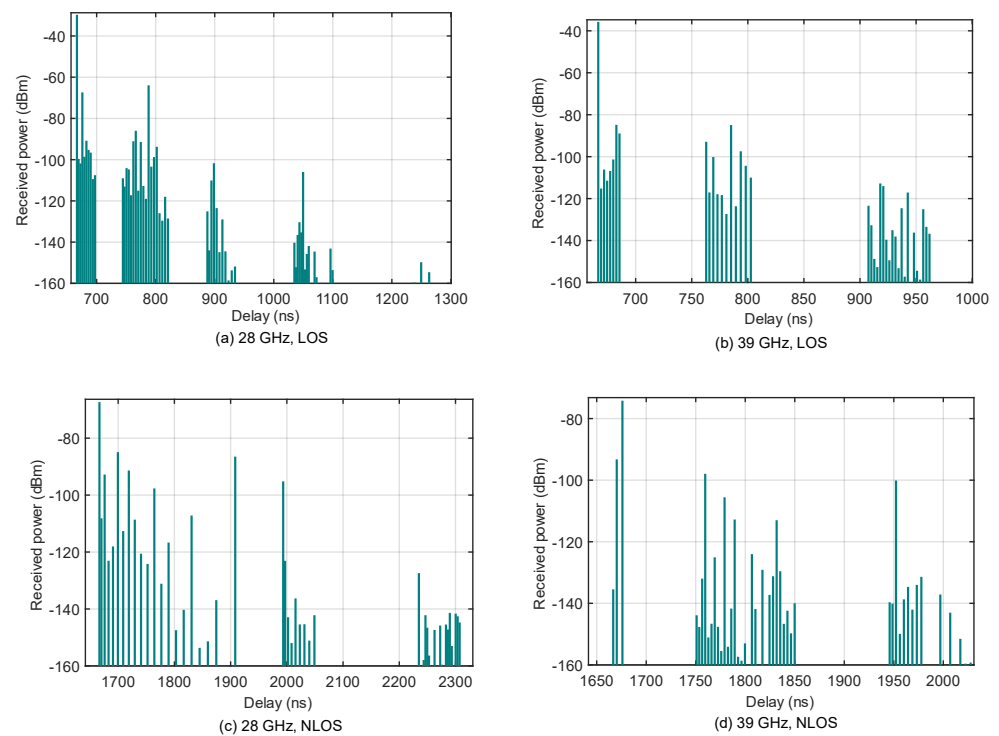 -40
-60
-80
-100
-120
-140
-160
Received power (dBm)
700 800 900 1000 1100 1200 1300
Delay (ns)
(a) 28 GHz, LOS
-40
-60
-80
-100
-120
-140
-160
Received power (dBm)
700 750 800 850 900 950 1000
Delay (ns)
(b) 39 GHz, LOS
-80
-100
-120
-140
-160
Received power (dBm)
1700 1800 1900 2000 2100 2200 2300
Delay (ns)
(c) 28 GHz, NLOS
-80
-100
-120
-140
-160
Received power (dBm)
1650 1700 1750 1800 1850 1900 1950 2000
Delay (ns)
(d) 39 GHz, NLOS